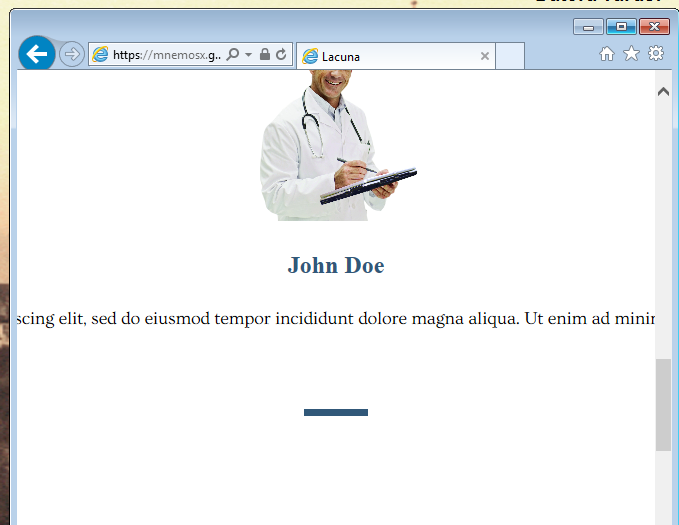 https://mnemosx.g..
Lacuna
John Doe
scing elit, sed do eiusmod tempor incididunt dolore magna aliqua. Ut enim ad minir